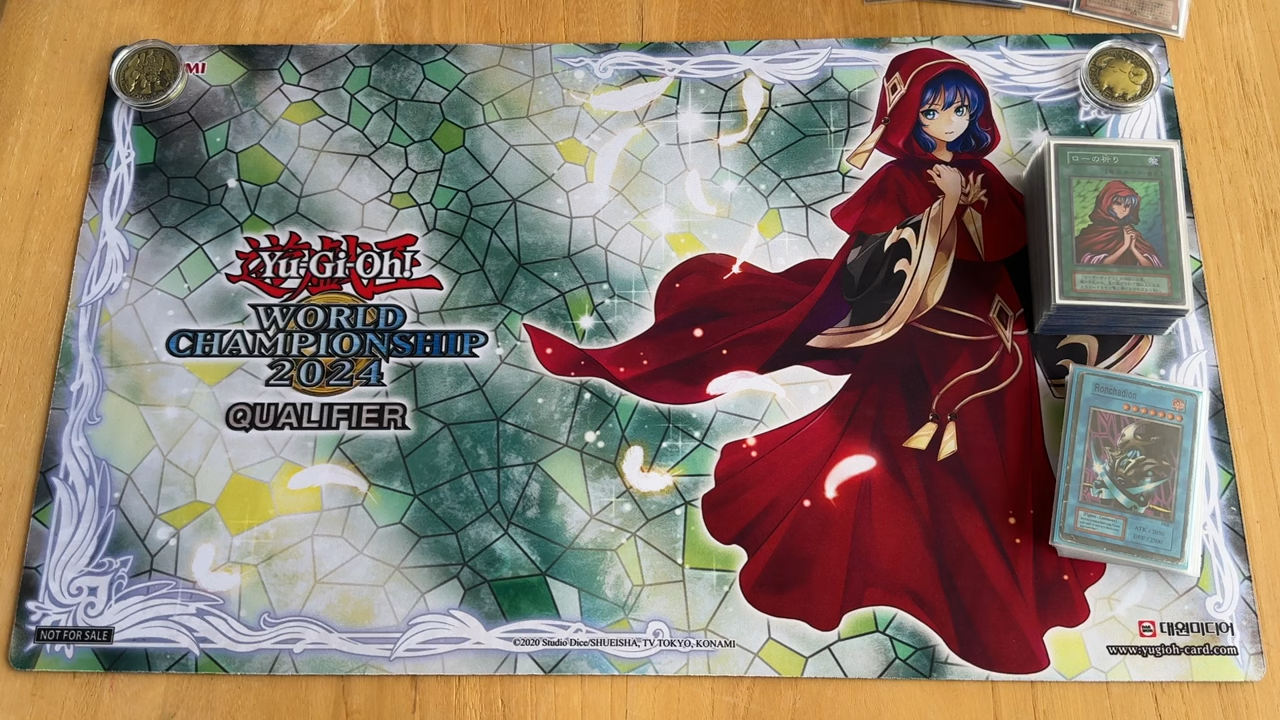 MI
遊戯王
Yu-Gi-Oh!
WORLD
CHAMPIONSHIP
2024
QUALIFIER
NOT FOR SALE
©2020 Studio Dice/SHUEISHA, TV TOKYO, KONAMI
대원미디어
www.yugioh-card.com
ローの祈り
Ronchadion